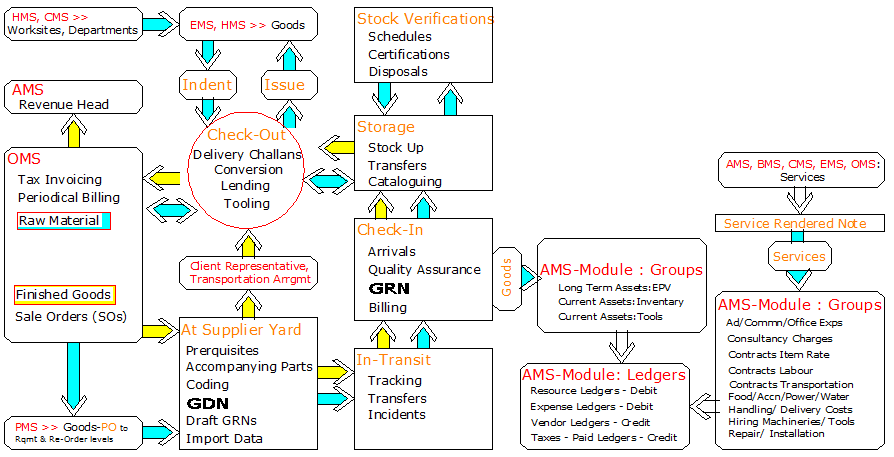 HMS, CMS >>
Worksites, Departments
EMS, HMS >> Goods
Indent
Issue
Stock Verifications
Schedules
Certifications
Disposals
AMS
Revenue Head
Check-Out
Delivery Challans
Conversion
Lending
Tooling
Storage
Stock Up
Transfers
Cataloguing
OMS
Tax Invoicing
Periodical Billing
Raw Material
Finished Goods
Sale Orders (SOs)
Client Representative,
Transportation Arrgmt
Check-In
Arrivals
Quality Assurance
GRN
Billing
Goods
AMS-Module : Groups
Long Term Assets:EPV
Current Assets:Inventary
Current Assets:Tools
AMS, BMS, CMS, EMS, OMS:
Services
Service Rendered Note
Services
AMS-Module : Groups
Ad/Commn/Office Exps
Consultancy Charges
Contracts Item Rate
Contracts Labour
Contracts Transportation
Food/Accn/Power/Water
Handling/ Delivery Costs
Hiring Machineries/ Tools
Repair/ Installation
At Supplier Yard
Prerquisites
Accompanying Parts
Coding
GDN
Draft GRNs
Import Data
In-Transit
Tracking
Transfers
Incidents
AMS-Module: Ledgers
Resource Ledgers - Debit
Expense Ledgers - Debit
Vendor Ledgers - Credit
Taxes - Paid Ledgers - Credit
PMS >> Goods-PO to
Rqmt & Re-Order levels